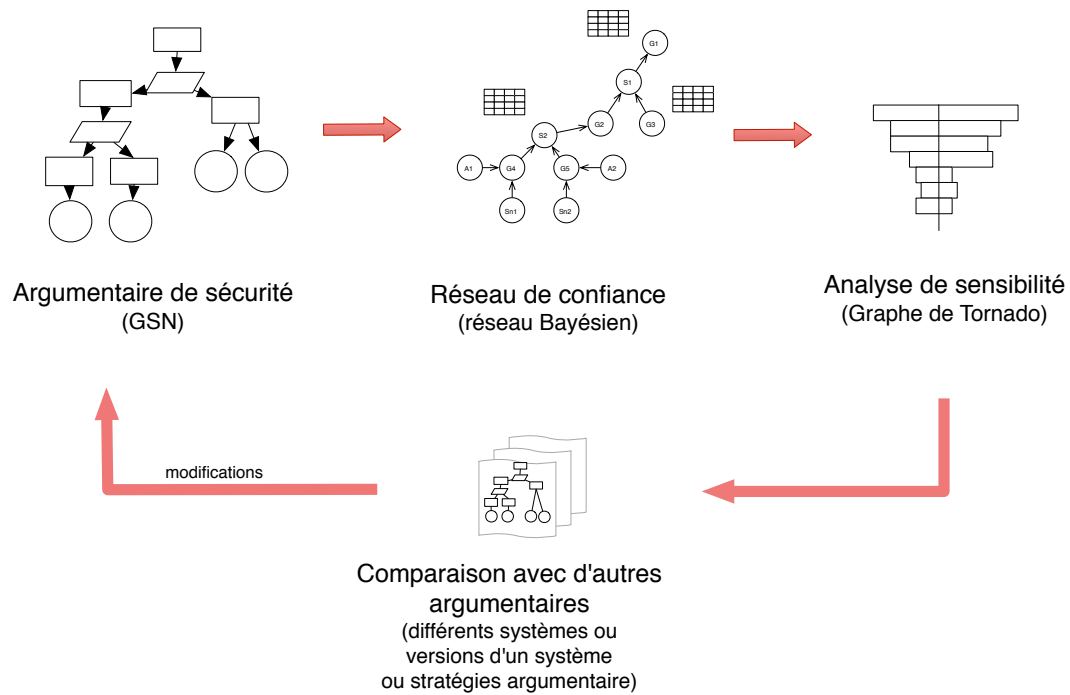 G1
S1
S2
G2
G3
A1
G4
G5
A2
Sn1
Sn2
Argumentaire de sécurité
(GSN)
Réseau de confiance
(réseau Bayésien)
Analyse de sensibilité
(Graphe de Tornado)
modifications
Comparaison avec d'autres
argumentaires
(différents systèmes ou
versions d'un système
ou stratégies argumentaire)